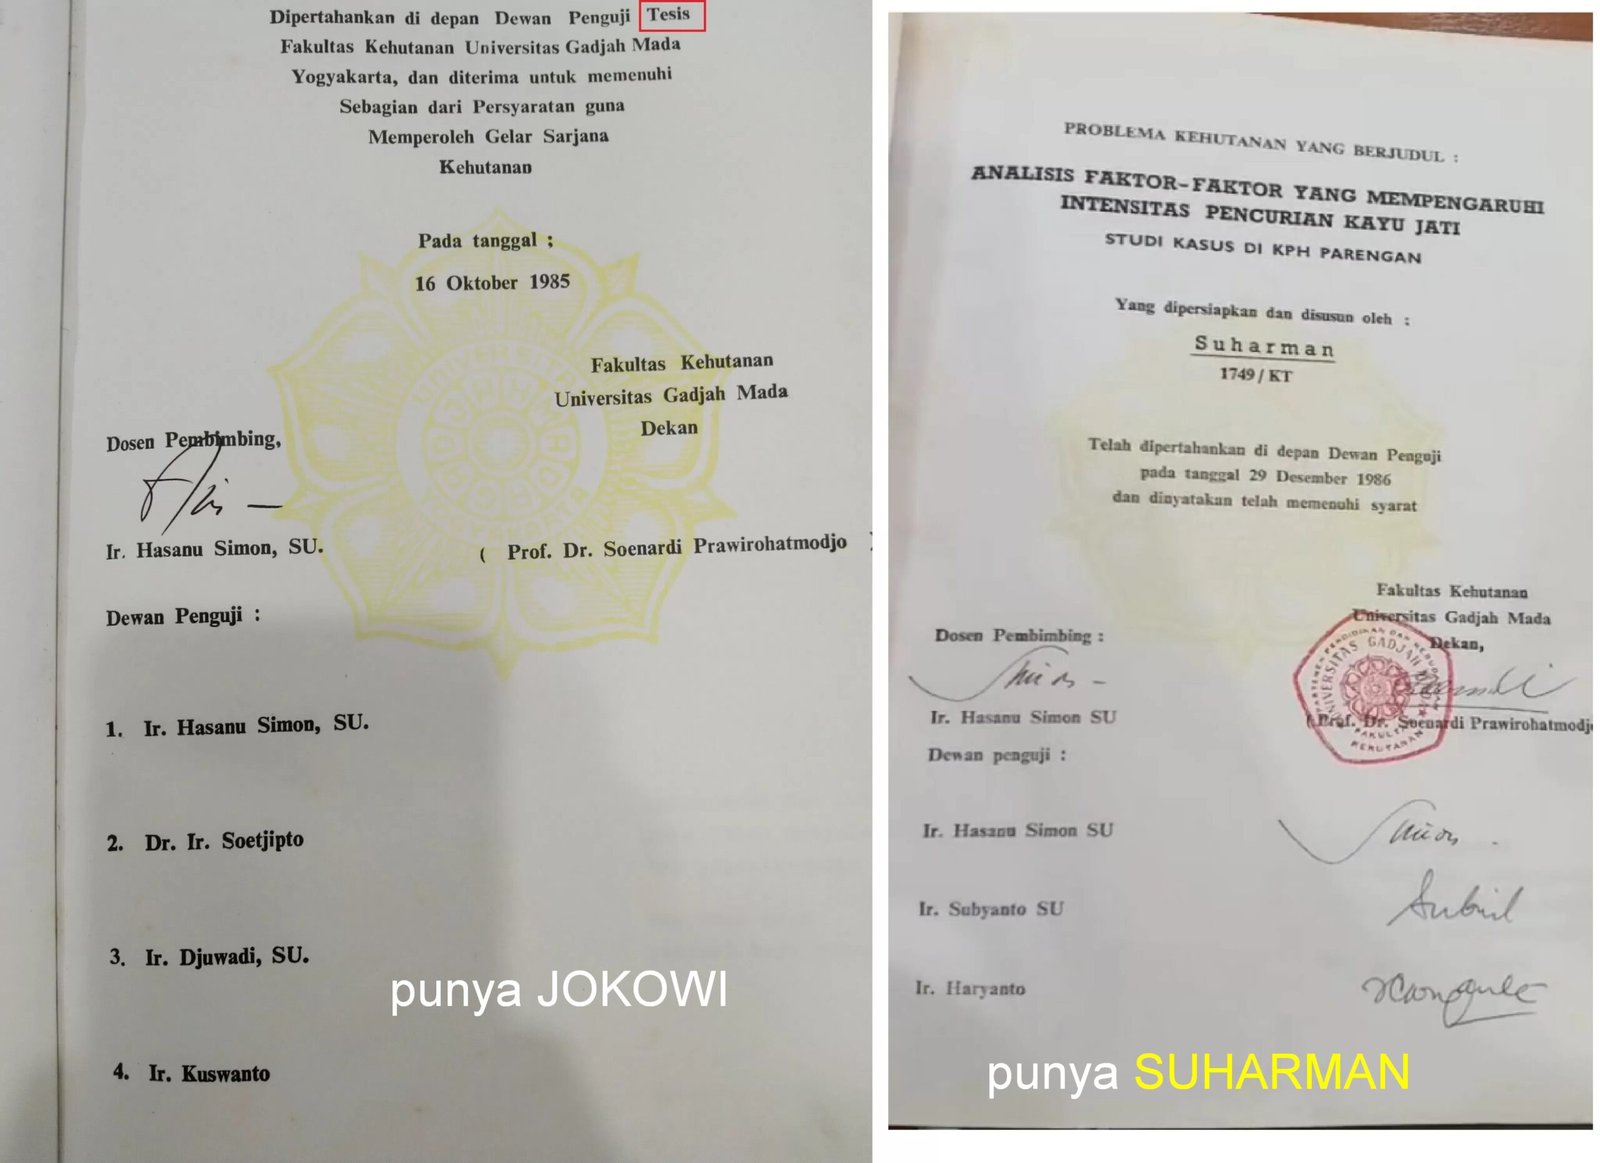 Dipertahankan di depan Dewan Penguji Tesis
Fakultas Kehutanan Universitas Gadjah Mada
Yogyakarta, dan diterima untuk memenuhi
Sebagian dari Persyaratan guna
Memperoleh Gelar Sarjana
Kehutanan
Pada tanggal ;
16 Oktober 1985
Fakultas Kehutanan
Universitas Gadjah Mada
Dekan
Dosen Pembimbing,
Ir. Hasanu Simon, SU.
( Prof. Dr. Soenardi Prawirohatmodjo )
Dewan Penguji :
1. Ir. Hasanu Simon, SU.
2. Dr. Ir. Soetjipto
3. Ir. Djuwadi, SU.
4. Ir. Kuswanto
punya JOKOWI
PROBLEMA KEHUTANAN YANG BERJUDUL :
ANALISIS FAKTOR-FAKTOR YANG MEMPENGARUHI
INTENSITAS PENCURIAN KAYU JATI
STUDI KASUS DI KPH PARENGAN
Yang dipersiapkan dan disusun oleh :
Suharman
1749/KT
Telah dipertahankan di depan Dewan Penguji
pada tanggal 29 Desember 1986
dan dinyatakan telah memenuhi syarat
Fakultas Kehutanan
Universitas Gadjah Mada
Dekan,
Dosen Pembimbing :
Ir. Hasanu Simon SU
( Prof. Dr. Soenardi Prawirohatmodjo
UNIVERSITAS GADJAH MADA
FAKULTAS
KEHUTANAN
Dewan penguji :
Ir. Hasanu Simon SU
Ir. Subyanto SU
Ir. Haryanto
punya SUHARMAN